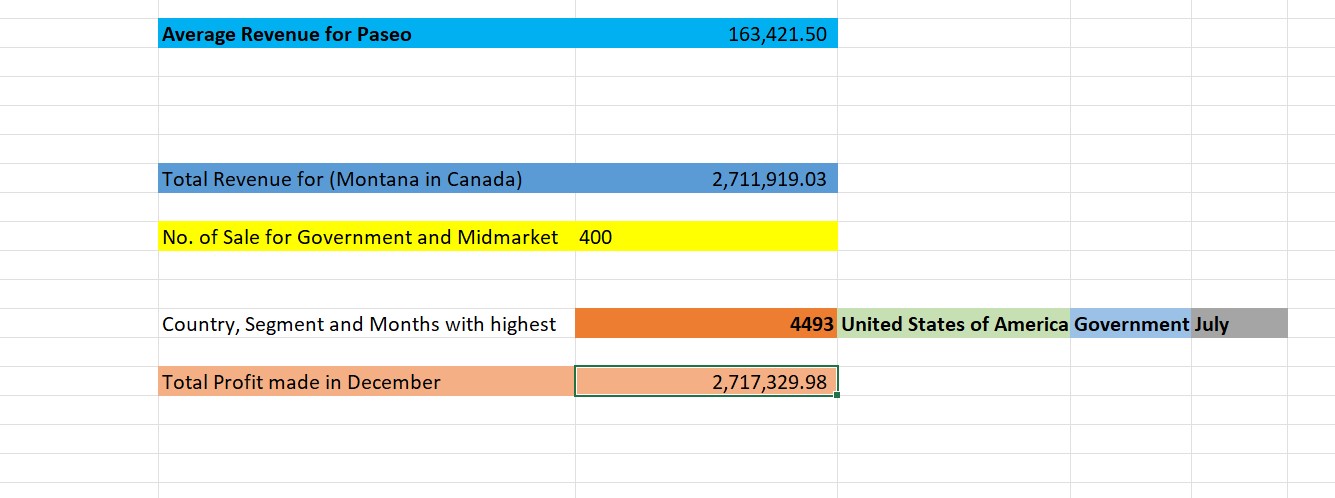 Average Revenue for Paseo 163,421.50
Total Revenue for (Montana in Canada) 2,711,919.03
No. of Sale for Government and Midmarket 400
Country, Segment and Months with highest 4493 United States of America Government July
Total Profit made in December 2,717,329.98